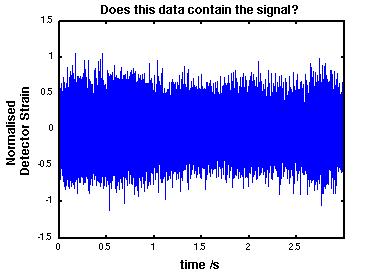 Does this data contain the signal?
1.5
1
0.5
0
-0.5
-1
-1.5
Normalised
Detector Strain
0 0.5 1 1.5 2 2.5
time /s